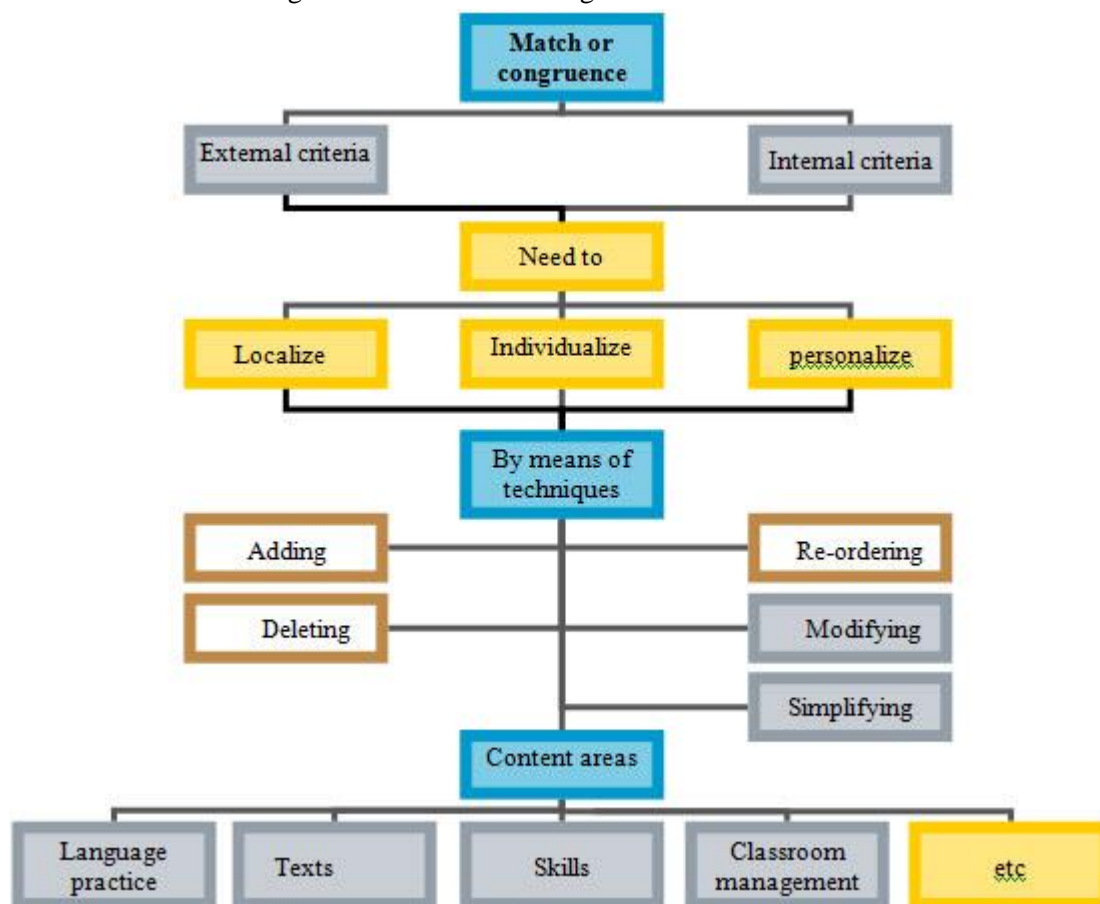 Match or
congruence
External criteria
Internal criteria
Need to
Localize
Individualize
personalize
By means of
techniques
Adding
Re-ordering
Deleting
Modifying
Simplifying
Content areas
Language
practice
Texts
Skills
Classroom
management
etc